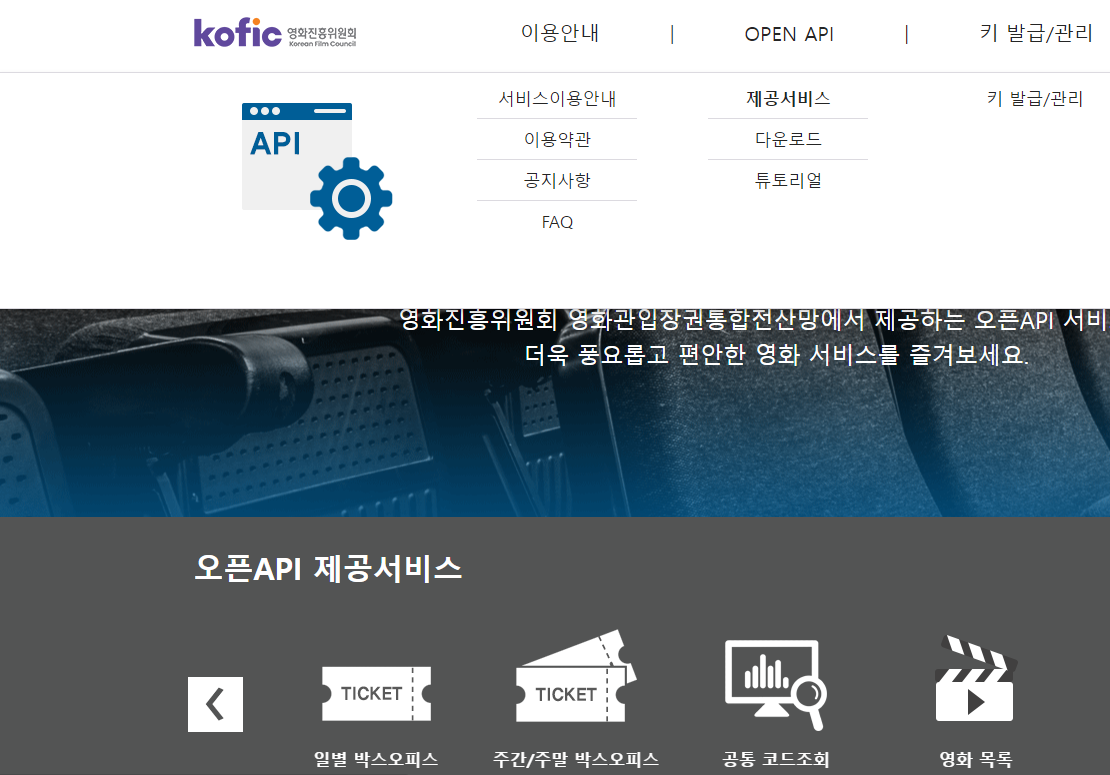 kofic 영화진흥위원회
Korean Film Council
이용안내 | OPEN API | 키 발급/관리
API
서비스이용안내
이용약관
공지사항
FAQ
제공서비스
다운로드
튜토리얼
키 발급/관리
영화진흥위원회 영화관입장권통합전산망에서 제공하는 오픈API 서비
더욱 풍요롭고 편안한 영화 서비스를 즐겨보세요.
오픈API 제공서비스
TICKET
일별 박스오피스
TICKET
주간/주말 박스오피스
공통 코드조회
영화 목록